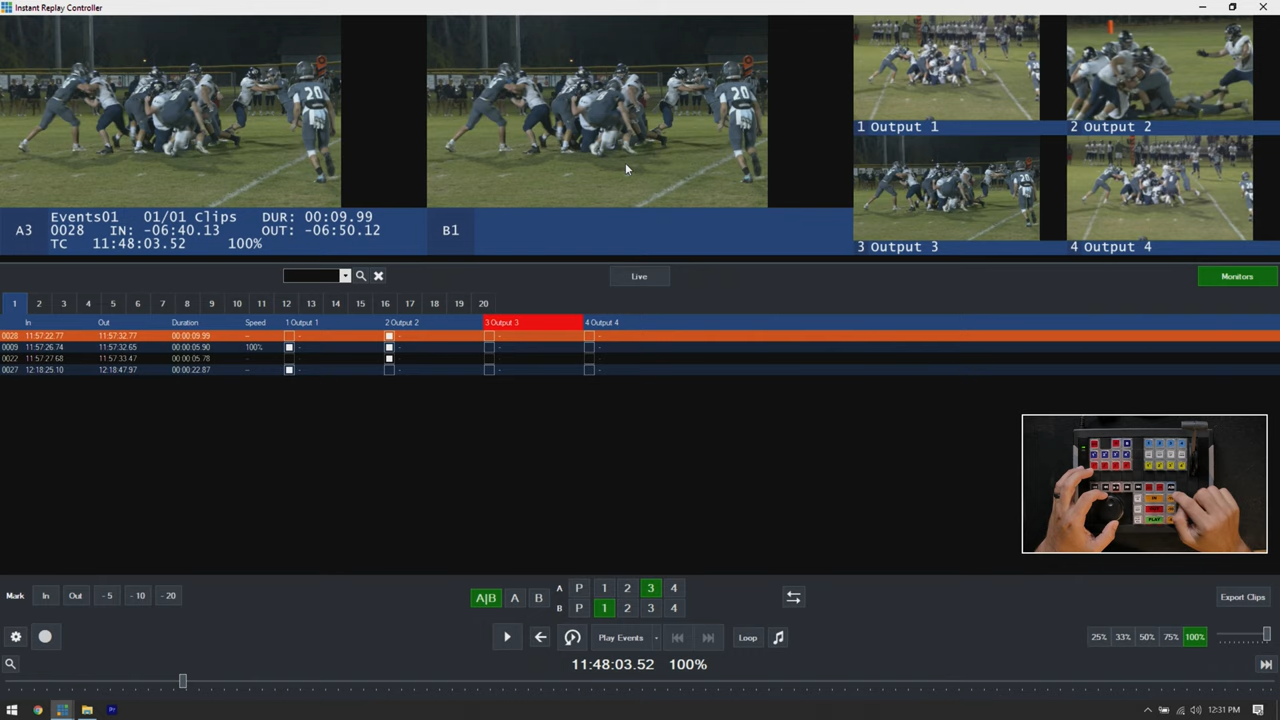 Instant Replay Controller
20
20
1 Output 1
2 Output 2
3 Output 3
4 Output 4
A3
Events01 01/01 Clips DUR: 00:09.99
0028 IN: -06:40.13 OUT: -06:50.12
TC 11:48:03.52 100%
B1
Live
Monitors
1 2 3 4 5 6 7 8 9 10 11 12 13 14 15 16 17 18 19 20
In Out Duration Speed 1 Output 1 2 Output 2 3 Output 3 4 Output 4
0028 11:57:22.77 11:57:32.77 00:00:09.99 -- - - - -
0009 11:57:26.74 11:57:32.65 00:00:05.90 100% - - - -
0022 11:57:27.68 11:57:33.47 00:00:05.78 --
0027 12:18:25.10 12:18:47.97 00:00:22.87 -- - - - -
Mark In Out - 5 - 10 - 20
A|B A B
A P 1 2 3 4
B P 1 2 3 4
Export Clips
Play Events Loop
25% 33% 50% 75% 100%
11:48:03.52 100%
Pr
12:31 PM